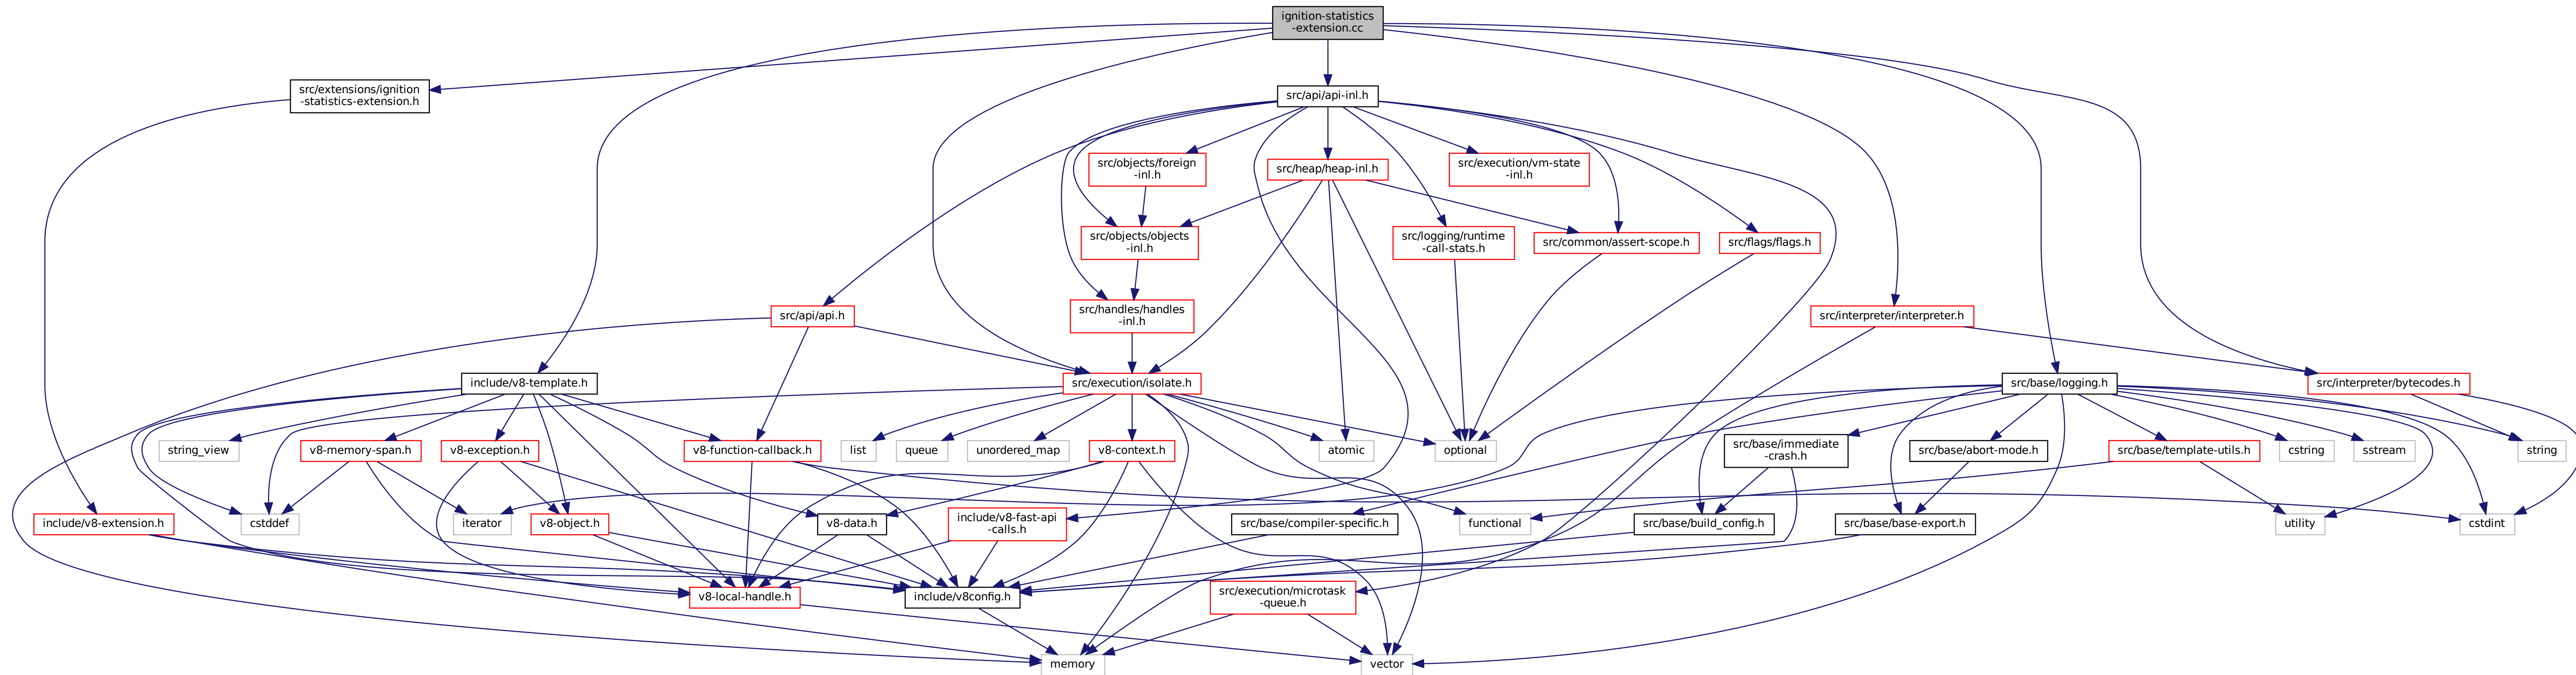 ignition-statistics
-extension.cc
src/extensions/ignition
-statistics-extension.h
src/api/api-inl.h
src/objects/foreign
-inl.h
src/heap/heap-inl.h
src/execution/vm-state
-inl.h
src/objects/objects
-inl.h
src/logging/runtime
-call-stats.h
src/common/assert-scope.h
src/flags/flags.h
src/api/api.h
src/handles/handles
-inl.h
src/interpreter/interpreter.h
include/v8-template.h
src/execution/isolate.h
src/base/logging.h
src/interpreter/bytecodes.h
string_view
v8-memory-span.h
v8-exception.h
v8-function-callback.h
list
queue
unordered_map
v8-context.h
atomic
optional
src/base/immediate
-crash.h
src/base/abort-mode.h
src/base/template-utils.h
cstring
sstream
string
include/v8-extension.h
cstddef
iterator
v8-object.h
v8-data.h
include/v8-fast-api
-calls.h
src/base/compiler-specific.h
functional
src/base/build_config.h
src/base/base-export.h
utility
cstdint
v8-local-handle.h
include/v8config.h
src/execution/microtask
-queue.h
memory
vector